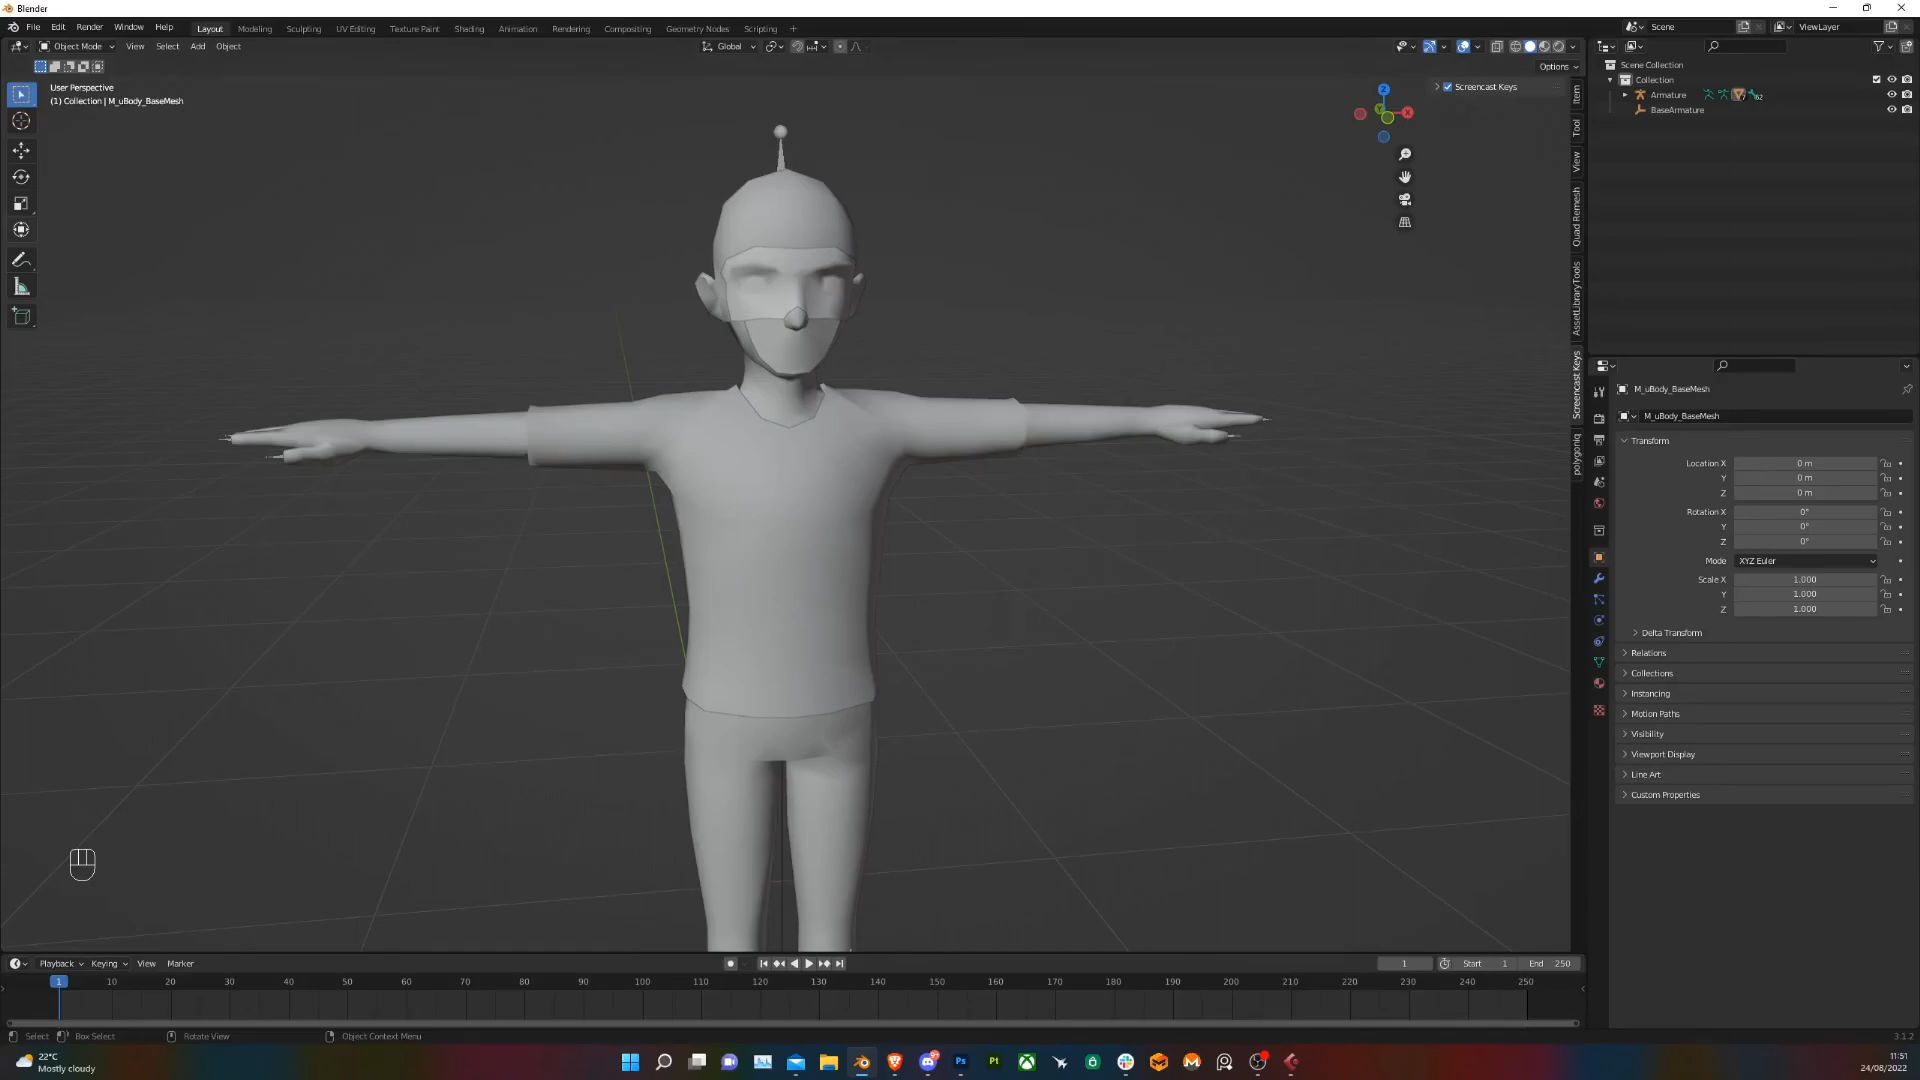 Blender
File Edit Render Window Help Layout Modeling Sculpting UV Editing Texture Paint Shading Animation Rendering Compositing Geometry Nodes Scripting + Scene ViewLayer
Object Mode View Select Add Object Global
Options
User Perspective
(1) Collection | M_uBody_BaseMesh
Screencast Keys
Z
X
Y
Item
Tool
View
Quad Remesh
AssetLibraryTools
Screencast Keys
polygoniq
Scene Collection
Collection
Armature 7 62
BaseArmature
M_uBody_BaseMesh
M_uBody_BaseMesh
Transform
Location X 0 m
Y 0 m
Z 0 m
Rotation X 0°
Y 0°
Z 0°
Mode XYZ Euler
Scale X 1.000
Y 1.000
Z 1.000
Delta Transform
Relations
Collections
Instancing
Motion Paths
Visibility
Viewport Display
Line Art
Custom Properties
Playback Keying View Marker 1 Start 1 End 250
1 10 20 30 40 50 60 70 80 90 100 110 120 130 140 150 160 170 180 190 200 210 220 230 240 250
Select Box Select Rotate View Object Context Menu 3.1.2
22°C
Mostly cloudy
Ps Pt
11:51
24/08/2022